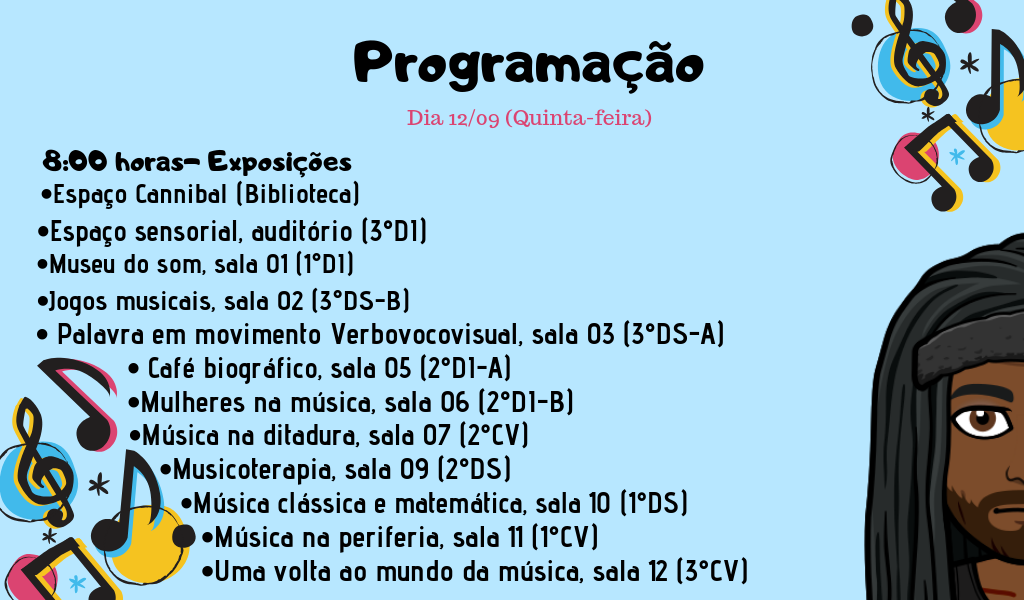 Programação
Dia 12/09 (Quinta-feira)
8:00 horas- Exposições
•Espaço Cannibal (Biblioteca)
•Espaço sensorial, auditório (3°DI)
•Museu do som, sala 01 (1°DI)
•Jogos musicais, sala 02 (3°DS-B)
• Palavra em movimento Verbovocovisual, sala 03 (3°DS-A)
• Café biográfico, sala 05 (2°DI-A)
•Mulheres na música, sala 06 (2°DI-B)
•Música na ditadura, sala 07 (2°CV)
•Musicoterapia, sala 09 (2°DS)
•Música clássica e matemática, sala 10 (1°DS)
•Música na periferia, sala 11 (1°CV)
•Uma volta ao mundo da música, sala 12 (3°CV)